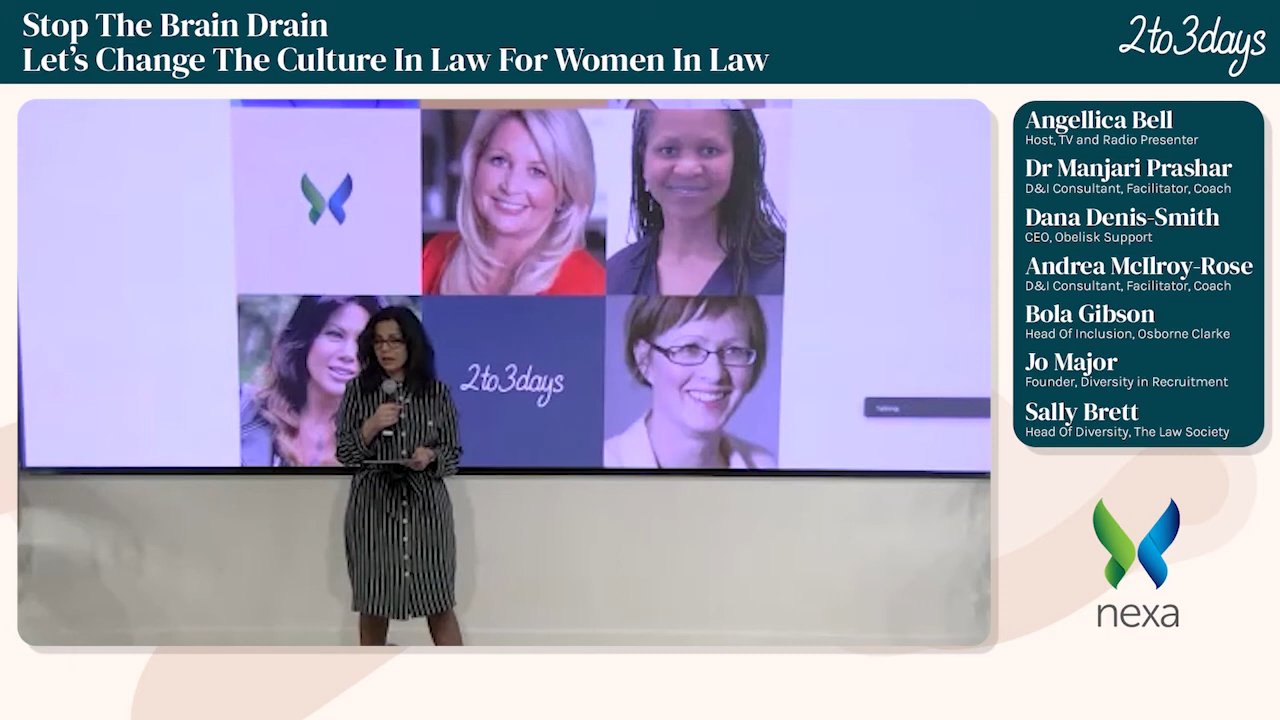 Stop The Brain Drain
Let's Change The Culture In Law For Women In Law
2to3days
Angellica Bell
Host, TV and Radio Presenter
Dr Manjari Prashar
D&I Consultant, Facilitator, Coach
Dana Denis-Smith
CEO, Obelisk Support
Andrea McIlroy-Rose
D&I Consultant, Facilitator, Coach
Bola Gibson
Head Of Inclusion, Osborne Clarke
Jo Major
Founder, Diversity in Recruitment
Sally Brett
Head Of Diversity, The Law Society
2to3days
nexa